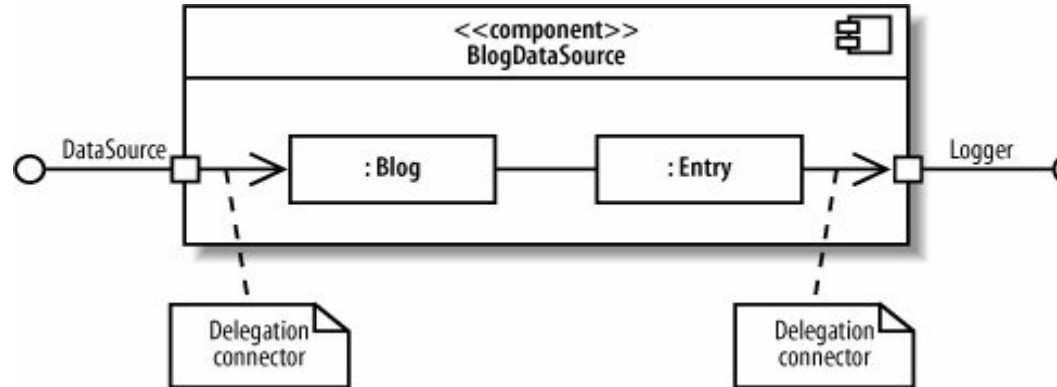 <<component>>
BlogDataSource
DataSource
: Blog
: Entry
Logger
Delegation
connector
Delegation
connector